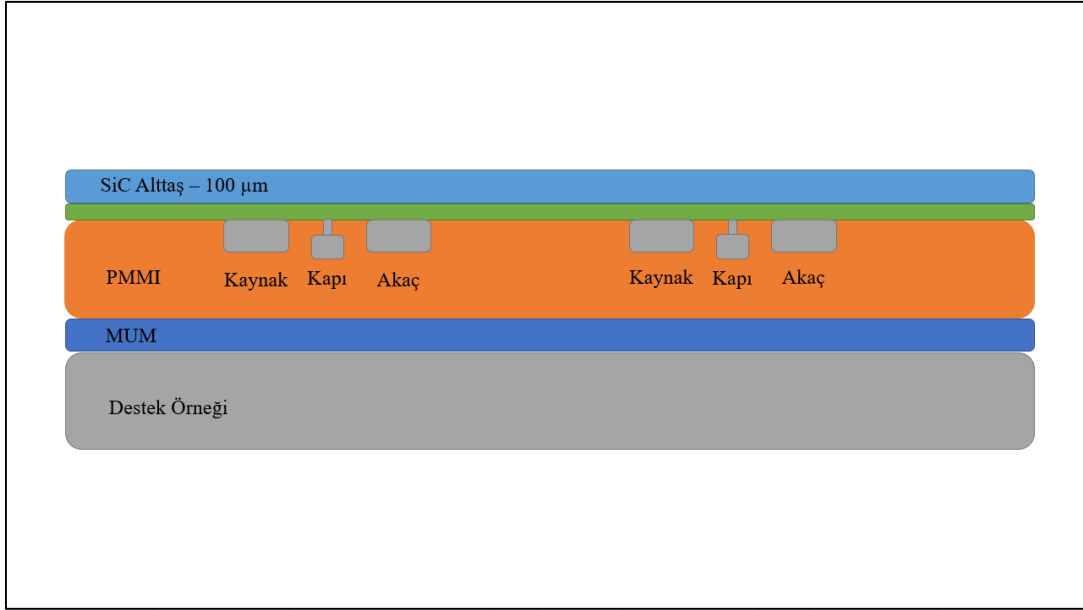 SiC Alttaş – 100 µm
PMMI
Kaynak
Kapı
Akaç
Kaynak
Kapı
Akaç
MUM
Destek Örneği